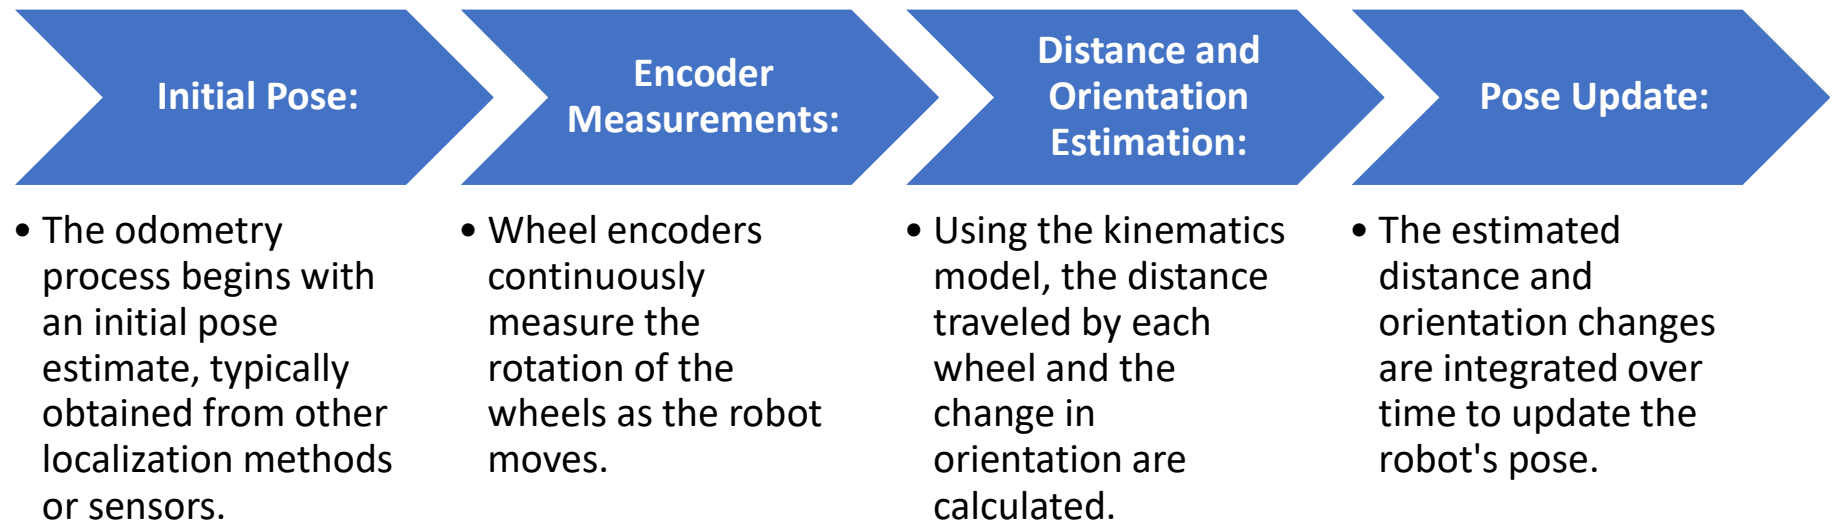 Initial Pose:
• The odometry
process begins with
an initial pose
estimate, typically
obtained from other
localization methods
or sensors.
Encoder
Measurements:
• Wheel encoders
continuously
measure the
rotation of the
wheels as the robot
moves.
Distance and
Orientation
Estimation:
• Using the kinematics
model, the distance
traveled by each
wheel and the
change in
orientation are
calculated.
Pose Update:
• The estimated
distance and
orientation changes
are integrated over
time to update the
robot's pose.